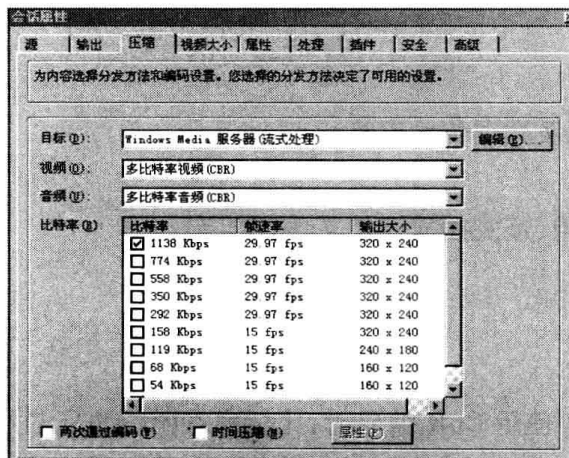 会话属性
源 输出 压缩 视频大小 属性 处理 插件 安全 高级
为内容选择分发方法和编码设置。您选择的分发方法决定了可用的设置。
目标(D): Windows Media 服务器(流式处理) 编辑(E)...
视频(O): 多比特率视频(CBR)
音频(U): 多比特率音频(CBR)
比特率(B): 比特率 帧速率 输出大小
1138 Kbps 29.97 fps 320 x 240
774 Kbps 29.97 fps 320 x 240
558 Kbps 29.97 fps 320 x 240
350 Kbps 29.97 fps 320 x 240
292 Kbps 29.97 fps 320 x 240
158 Kbps 15 fps 320 x 240
119 Kbps 15 fps 240 x 180
68 Kbps 15 fps 160 x 120
54 Kbps 15 fps 160 x 120
两次通过编码(T) 时间压缩(M) 属性(P)